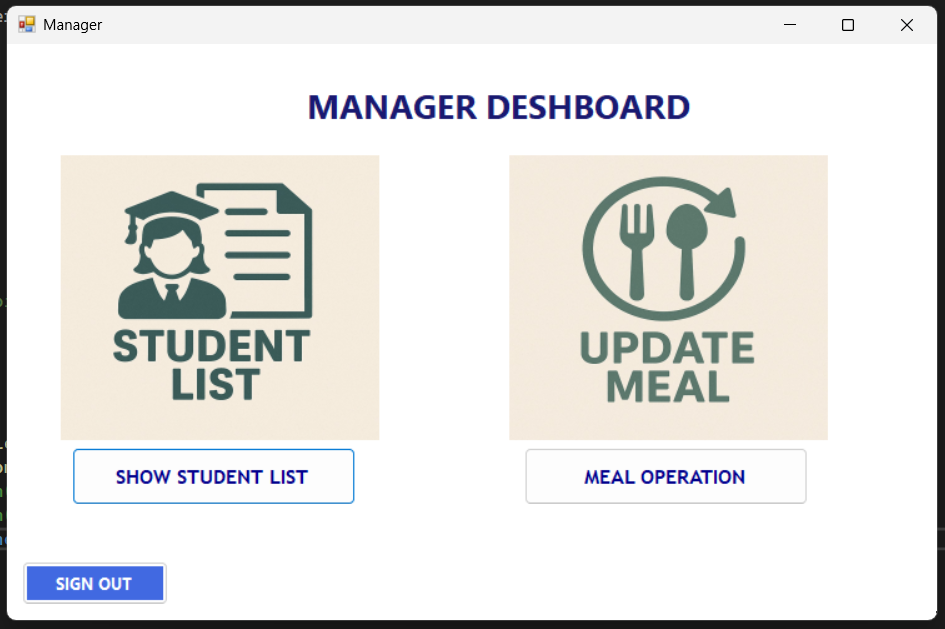 Manager
MANAGER DESHBOARD
STUDENT
LIST
UPDATE
MEAL
SHOW STUDENT LIST
MEAL OPERATION
SIGN OUT